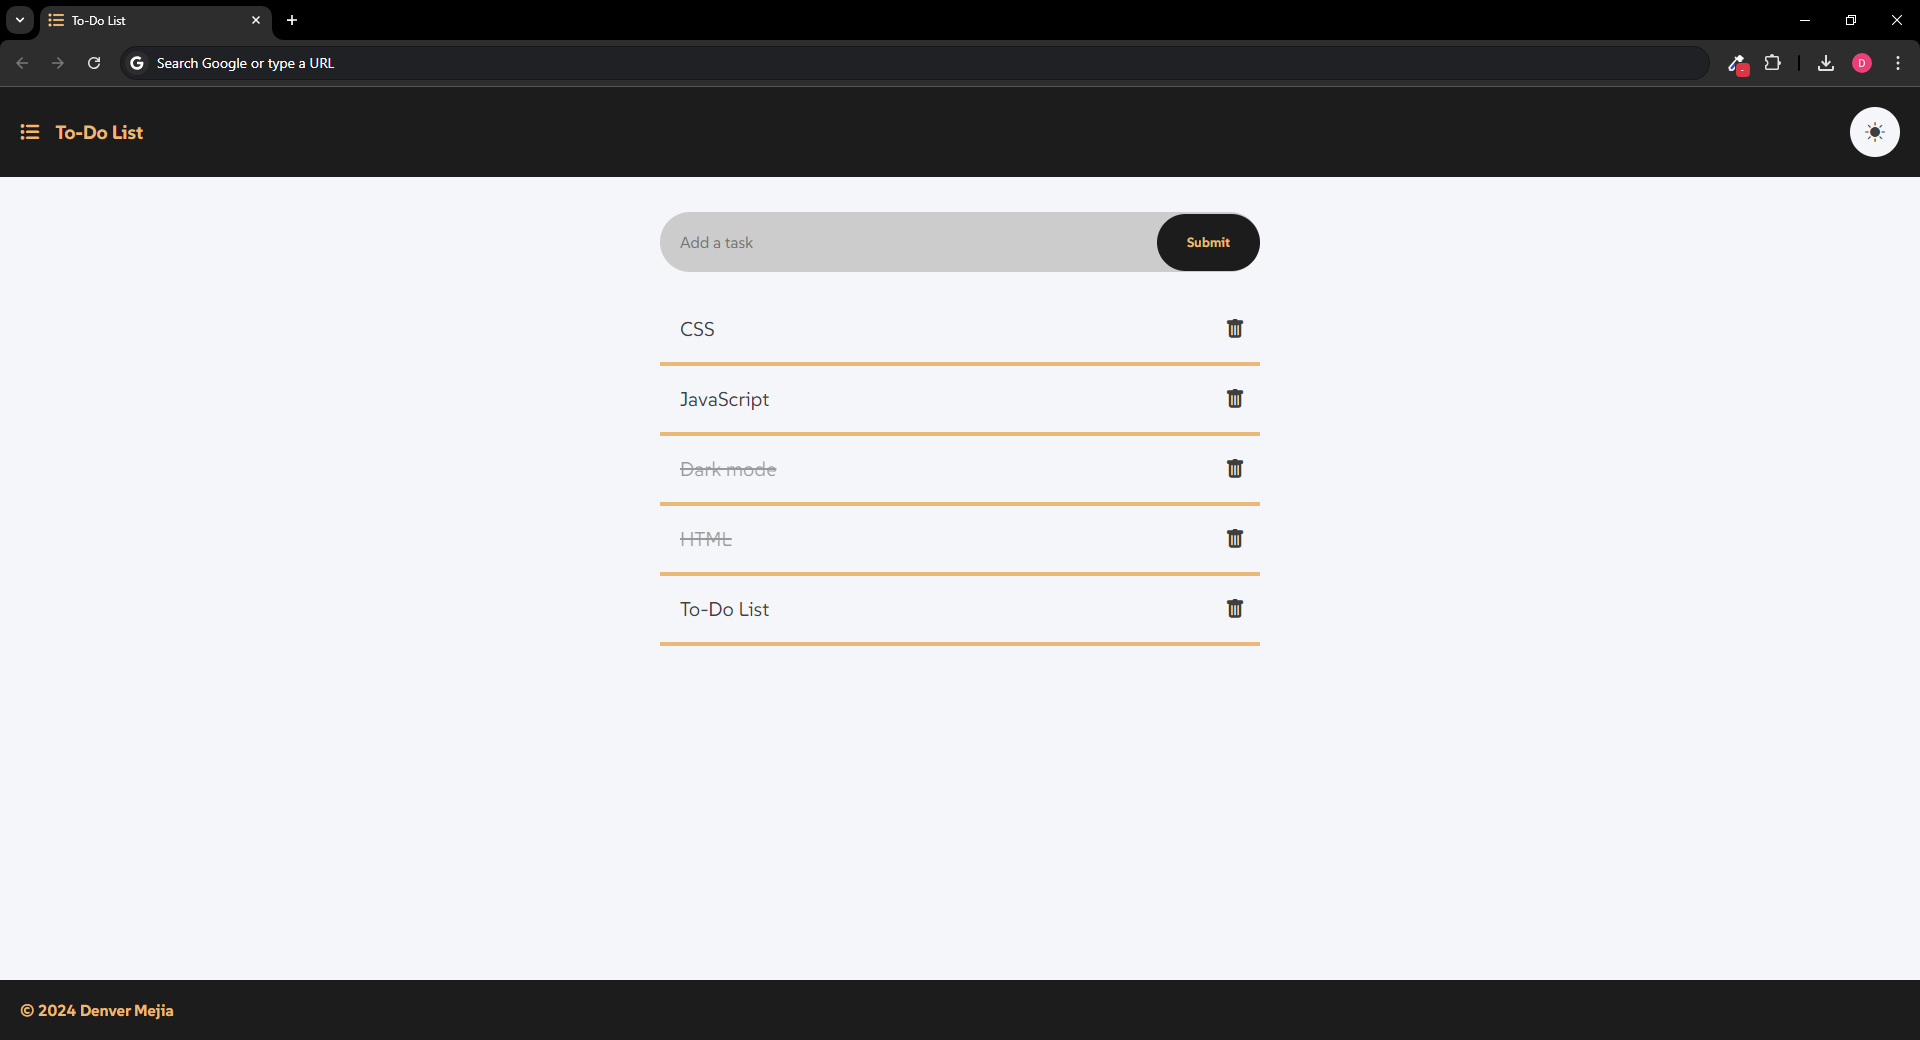 To-Do List
Search Google or type a URL
D
To-Do List
Add a task
Submit
CSS
JavaScript
Dark mode
HTML
To-Do List
© 2024 Denver Mejia